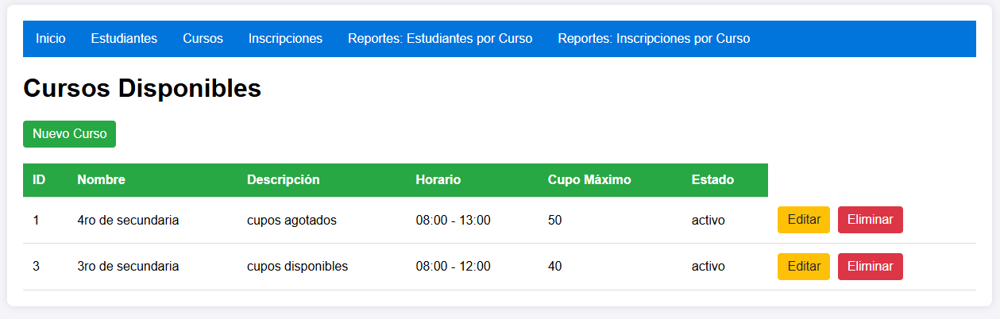 Inicio Estudiantes Cursos Inscripciones Reportes: Estudiantes por Curso Reportes: Inscripciones por Curso
Cursos Disponibles
Nuevo Curso
ID Nombre Descripción Horario Cupo Máximo Estado
1 4ro de secundaria cupos agotados 08:00 - 13:00 50 activo Editar Eliminar
3 3ro de secundaria cupos disponibles 08:00 - 12:00 40 activo Editar Eliminar